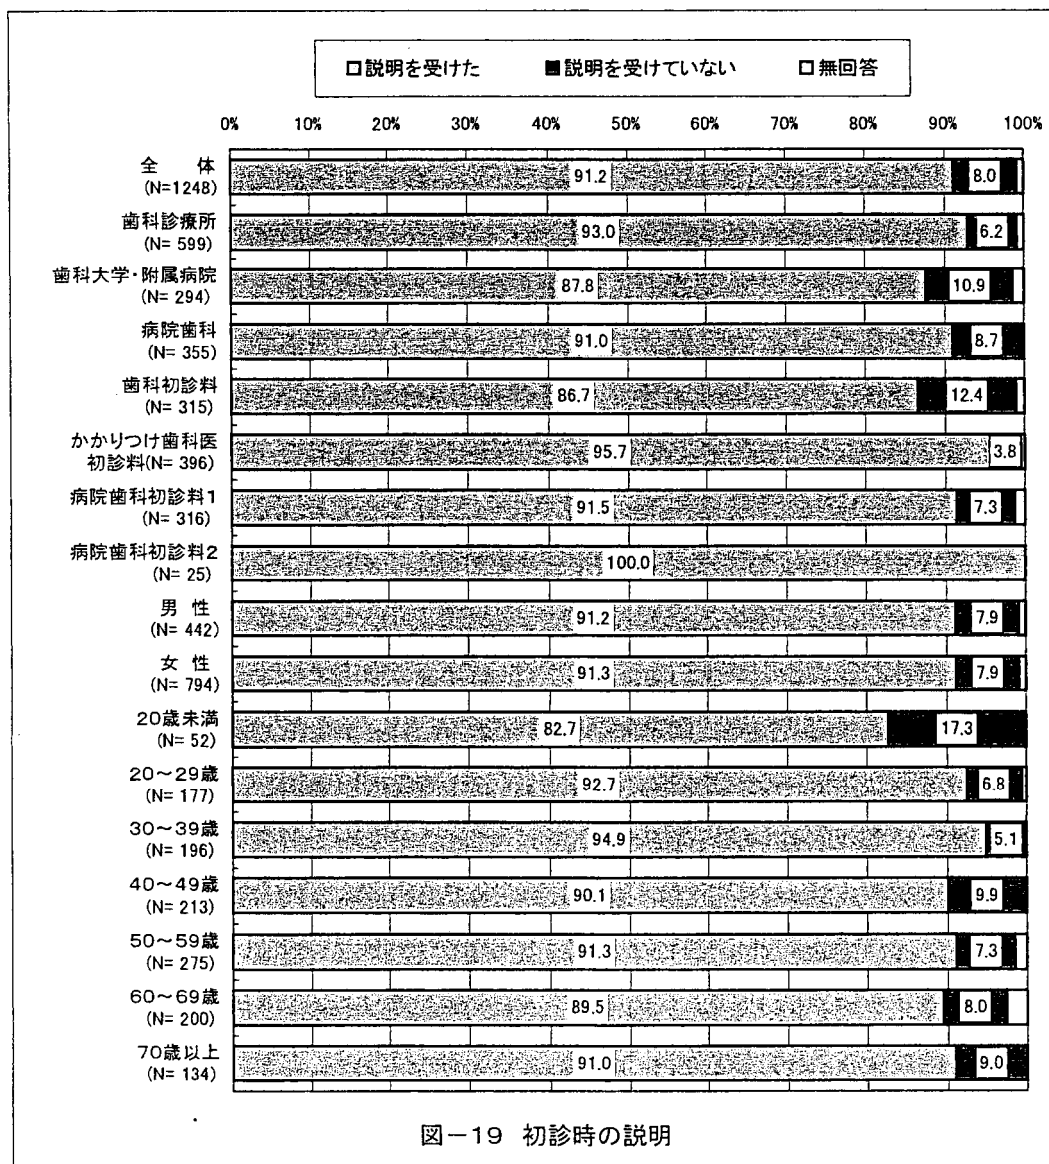 説明を受けた 説明を受けていない 無回答
0% 10% 20% 30% 40% 50% 60% 70% 80% 90% 100%
全 体
(N=1248)
91.2 8.0
歯科診療所
(N= 599)
93.0 6.2
歯科大学・附属病院
(N= 294)
87.8 10.9
病院歯科
(N= 355)
91.0 8.7
歯科初診料
(N= 315)
86.7 12.4
かかりつけ歯科医
初診料(N= 396)
95.7 3.8
病院歯科初診料1
(N= 316)
91.5 7.3
病院歯科初診料2
(N= 25)
100.0
男 性
(N= 442)
91.2 7.9
女 性
(N= 794)
91.3 7.9
20歳未満
(N= 52)
82.7 17.3
20〜29歳
(N= 177)
92.7 6.8
30〜39歳
(N= 196)
94.9 5.1
40〜49歳
(N= 213)
90.1 9.9
50〜59歳
(N= 275)
91.3 7.3
60〜69歳
(N= 200)
89.5 8.0
70歳以上
(N= 134)
91.0 9.0
図－19 初診時の説明